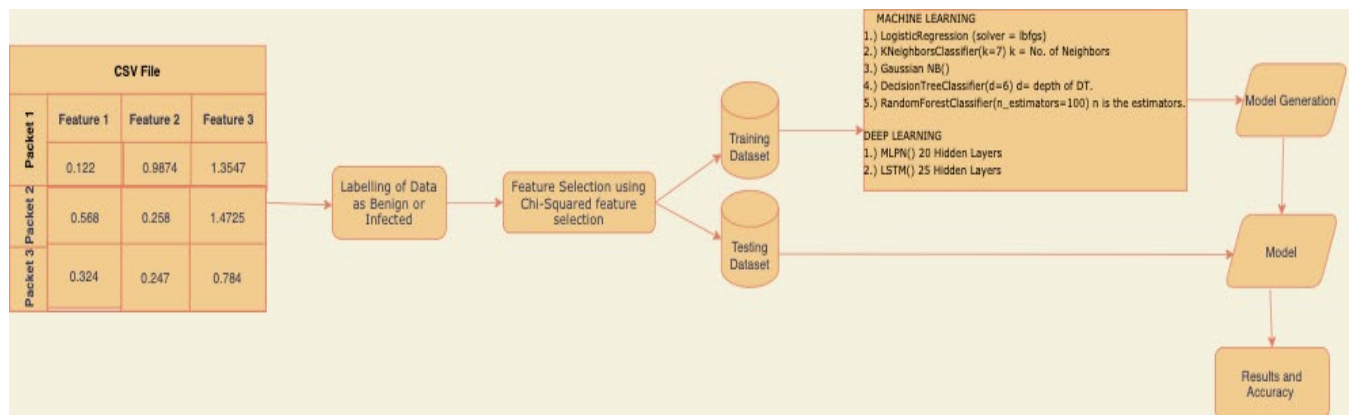 CSV File
Feature 1 Feature 2 Feature 3
Packet 1
0.122 0.9874 1.3547
Packet 2
0.568 0.258 1.4725
Packet 3
0.324 0.247 0.784
Labelling of Data
as Benign or
Infected
Feature Selection using
Chi-Squared feature
selection
Training
Dataset
Testing
Dataset
MACHINE LEARNING
1.) LogisticRegression (solver = lbfgs)
2.) KNeighborsClassifier(k=7) k = No. of Neighbors
3.) Gaussian NB()
4.) DecisionTreeClassifier(d=6) d= depth of DT.
5.) RandomForestClassifier(n_estimators=100) n is the estimators.
DEEP LEARNING
1.) MLPN() 20 Hidden Layers
2.) LSTM() 25 Hidden Layers
Model Generation
Model
Results and
Accuracy